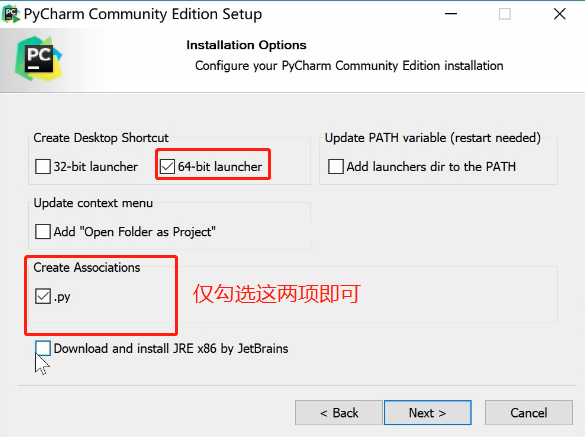 PyCharm Community Edition Setup
PC
Installation Options
Configure your PyCharm Community Edition installation
Create Desktop Shortcut
32-bit launcher
64-bit launcher
Update PATH variable (restart needed)
Add launchers dir to the PATH
Update context menu
Add "Open Folder as Project"
Create Associations
.py
仅勾选这两项即可
Download and install JRE x86 by JetBrains
< Back
Next >
Cancel